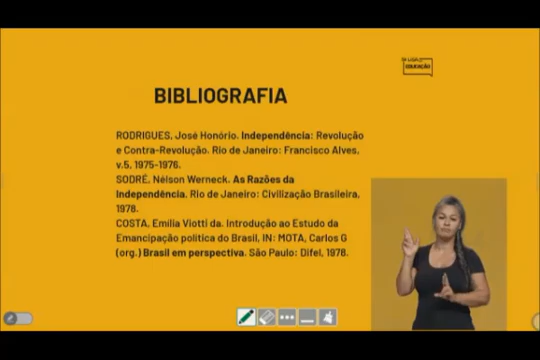 EDUCAÇÃO
BIBLIOGRAFIA
RODRIGUES, José Honório. Independência: Revolução
e Contra-Revolução. Rio de Janeiro: Francisco Alves,
v.5, 1975-1976.
SODRÉ, Nélson Werneck. As Razões da
Independência. Rio de Janeiro: Civilização Brasileira,
1978.
COSTA, Emília Viotti da. Introdução ao Estudo da
Emancipação política do Brasil, IN: MOTA, Carlos G
(org.) Brasil em perspectiva. São Paulo: Difel, 1978.